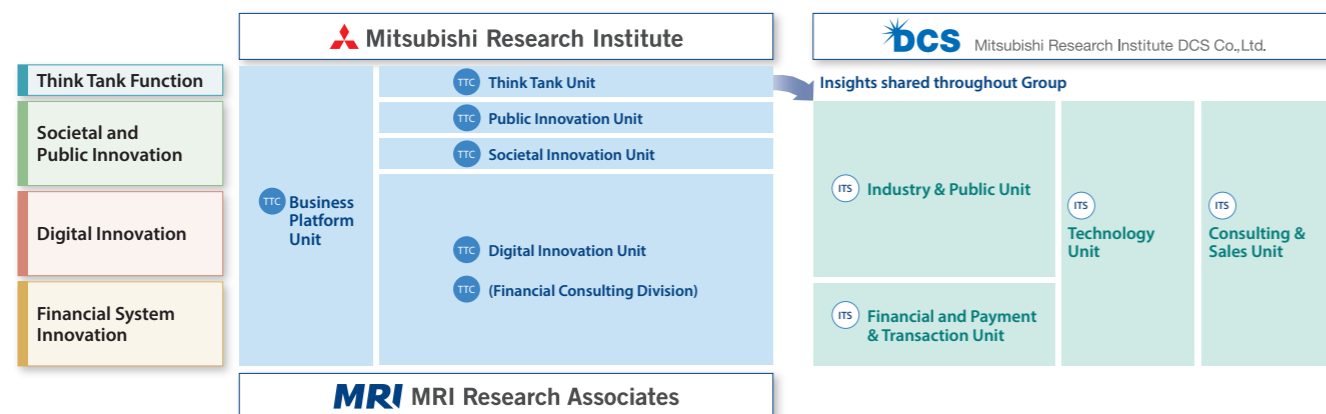 Mitsubishi Research Institute
DCS Mitsubishi Research Institute DCS Co.,Ltd.
Think Tank Function
Societal and
Public Innovation
Digital Innovation
Financial System
Innovation
TTC Business
Platform
Unit
TTC Think Tank Unit
TTC Public Innovation Unit
TTC Societal Innovation Unit
TTC Digital Innovation Unit
TTC (Financial Consulting Division)
Insights shared throughout Group
ITS Industry & Public Unit
ITS Financial and Payment
& Transaction Unit
ITS
Technology
Unit
ITS
Consulting &
Sales Unit
MRI MRI Research Associates